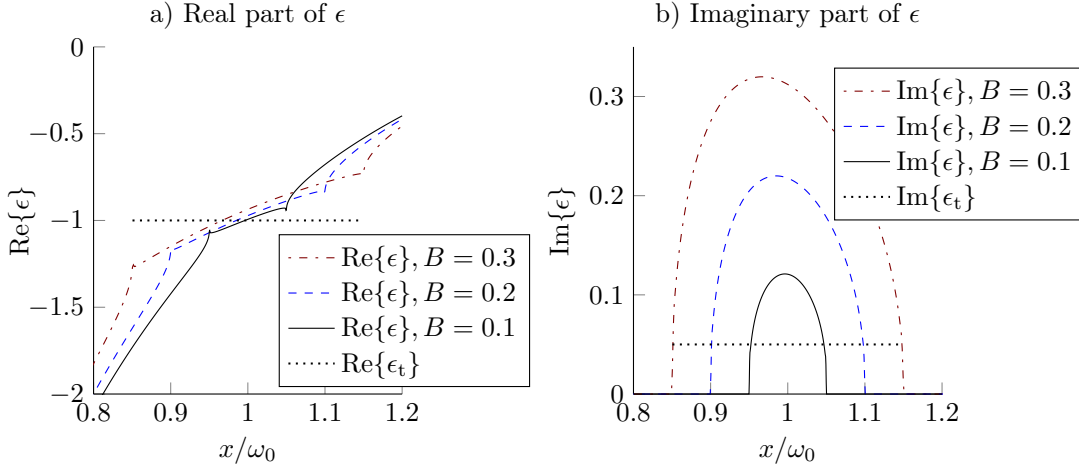 a) Real part of ϵ
0
−0.5
−1
−1.5
−2
0.8
0.9
1
1.1
1.2
x/ω₀
Re{ϵ}
Re{ϵ}, B = 0.3
Re{ϵ}, B = 0.2
Re{ϵ}, B = 0.1
Re{ϵₜ}
b) Imaginary part of ϵ
0.3
0.2
0.1
0
0.8
0.9
1
1.1
1.2
x/ω₀
Im{ϵ}
Im{ϵ}, B = 0.3
Im{ϵ}, B = 0.2
Im{ϵ}, B = 0.1
Im{ϵₜ}